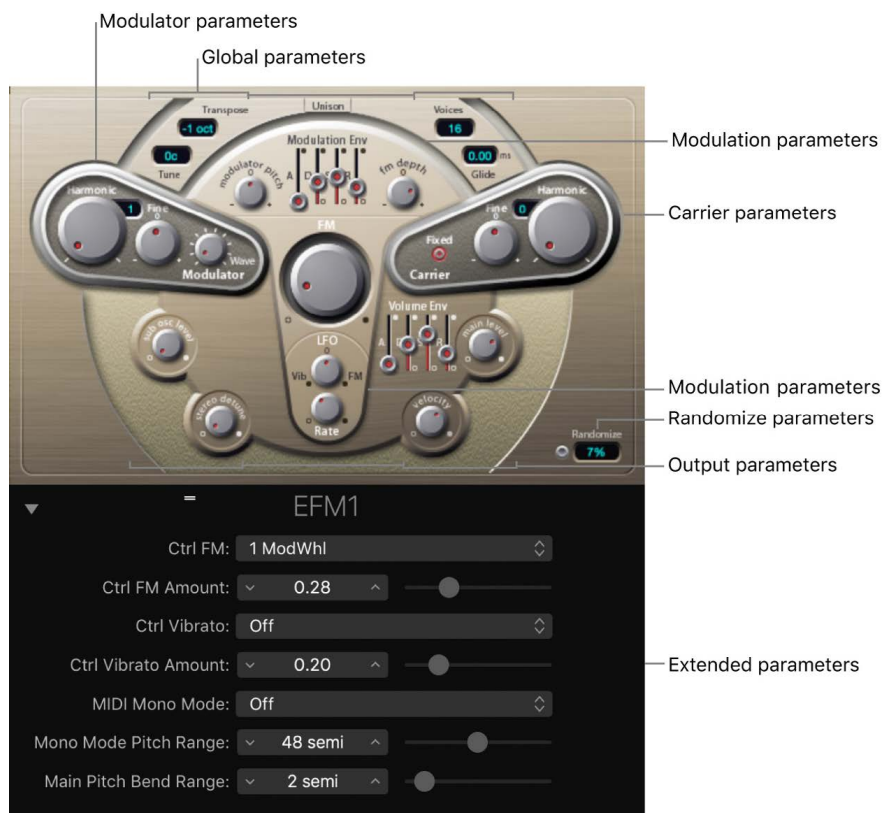 Modulator parameters
Global parameters
Transpose
Unison
Voices
-1 oct
16
Modulation Env
Modulation parameters
0c
0.00 ms
Tune
modulator pitch
0
A D S R
fm depth
0
Glide
Harmonic
1
Fine
0
FM
Fine
0
0
Harmonic
Carrier parameters
Fixed
Wave
Modulator
Carrier
Volume Env
sub osc level
LFO
0
A D S R
main level
Vib
FM
Modulation parameters
stereo detune
velocity
Randomize parameters
Rate
Randomize
7%
Output parameters
EFM1
Ctrl FM: 1 ModWhl
Ctrl FM Amount: 0.28
Ctrl Vibrato: Off
Ctrl Vibrato Amount: 0.20
Extended parameters
MIDI Mono Mode: Off
Mono Mode Pitch Range: 48 semi
Main Pitch Bend Range: 2 semi